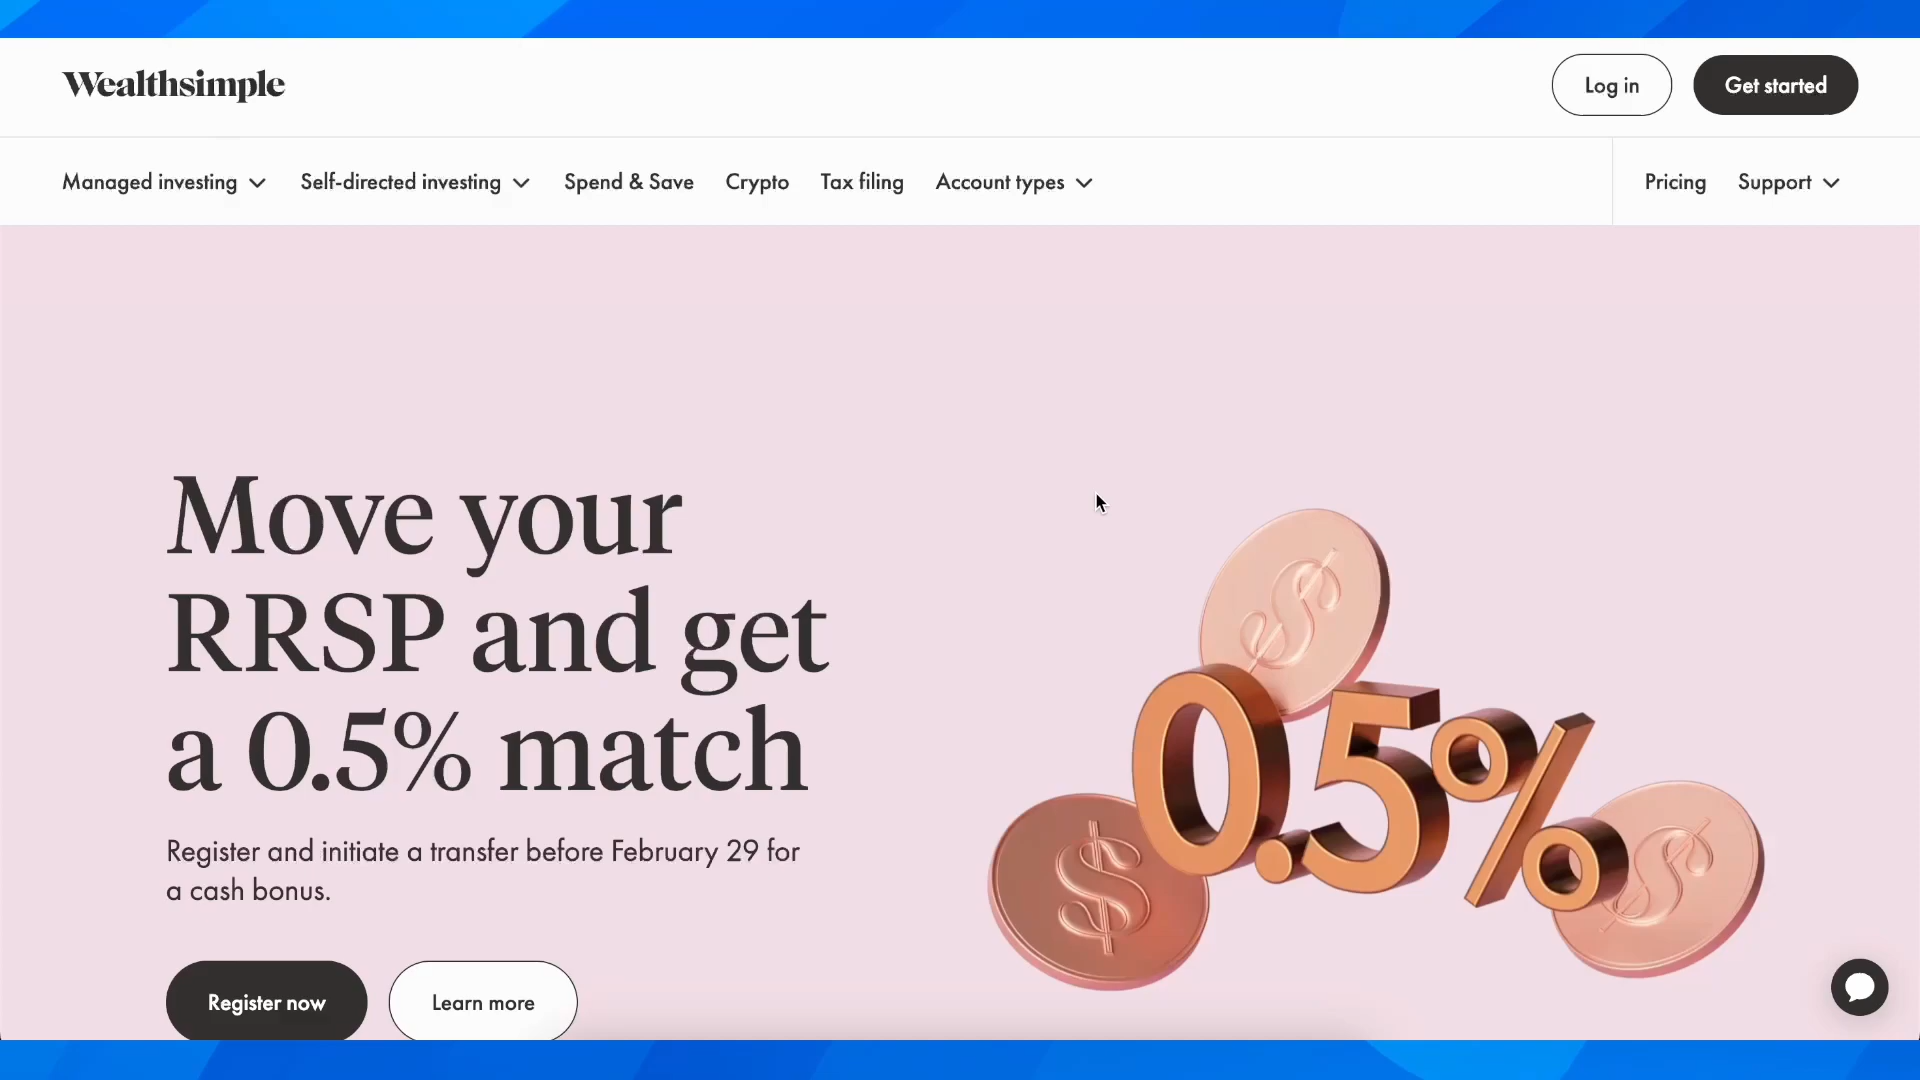 Wealthsimple
Log in
Get started
Managed investing
Self-directed investing
Spend & Save
Crypto
Tax filing
Account types
Pricing
Support
Move your
RRSP and get
a 0.5% match
Register and initiate a transfer before February 29 for
a cash bonus.
Register now
Learn more
$
0.5%
$
$